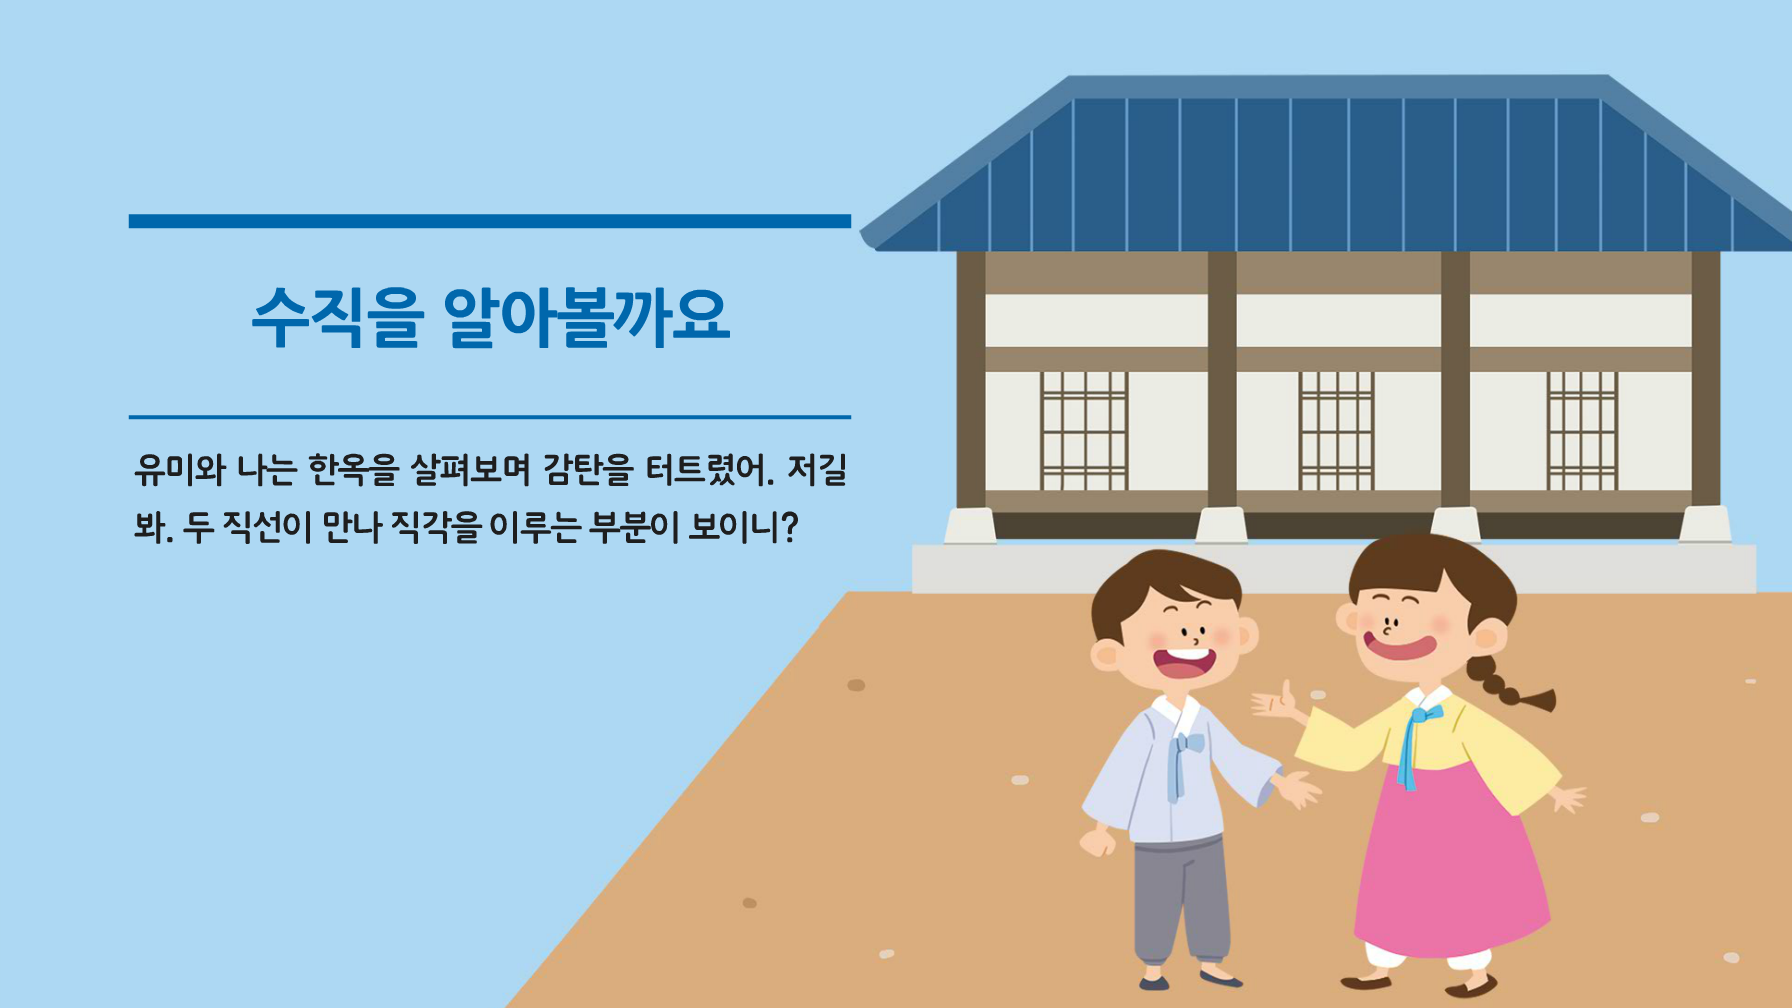 수직을 알아볼까요
유미와 나는 한옥을 살펴보며 감탄을 터트렸어. 저길
봐. 두 직선이 만나 직각을 이루는 부분이 보이니?